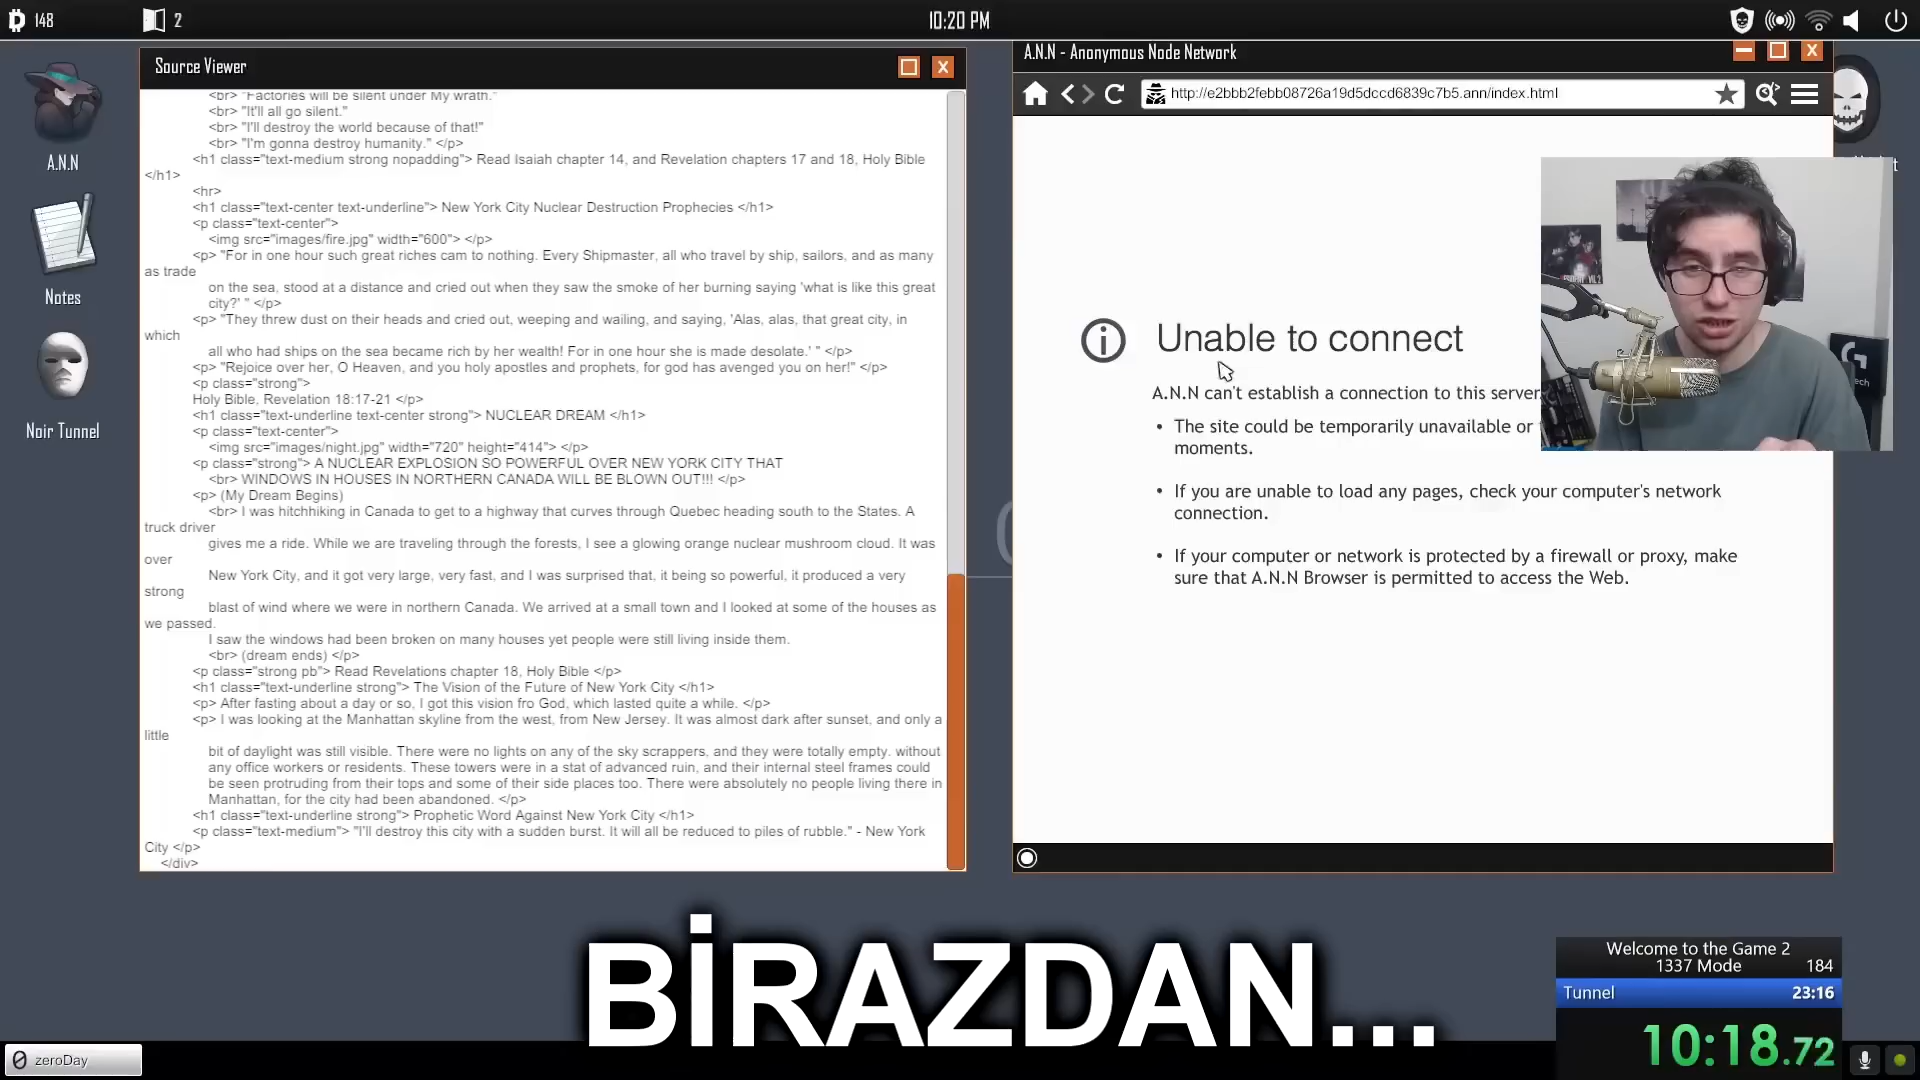 148
2
10:20 PM
A.N.N
Notes
Noir Tunnel
Source Viewer
<br> "Factories will be silent under My wrath."
<br> "It'll all go silent."
<br> "I'll destroy the world because of that!"
<br> "I'm gonna destroy humanity." </p>
<h1 class="text-medium strong nopadding"> Read Isaiah chapter 14, and Revelation chapters 17 and 18, Holy Bible
</h1>
<hr>
<h1 class="text-center text-underline"> New York City Nuclear Destruction Prophecies </h1>
<p class="text-center">
<img src="images/fire.jpg" width="600"> </p>
<p> "For in one hour such great riches cam to nothing. Every Shipmaster, all who travel by ship, sailors, and as many
as trade
on the sea, stood at a distance and cried out when they saw the smoke of her burning saying 'what is like this great
city?' " </p>
<p> "They threw dust on their heads and cried out, weeping and wailing, and saying, 'Alas, alas, that great city, in
which
all who had ships on the sea became rich by her wealth! For in one hour she is made desolate.' " </p>
<p> "Rejoice over her, O Heaven, and you holy apostles and prophets, for god has avenged you on her!" </p>
<p class="strong">
Holy Bible, Revelation 18:17-21 </p>
<h1 class="text-underline text-center strong"> NUCLEAR DREAM </h1>
<p class="text-center">
<img src="images/night.jpg" width="720" height="414"> </p>
<p class="strong"> A NUCLEAR EXPLOSION SO POWERFUL OVER NEW YORK CITY THAT
<br> WINDOWS IN HOUSES IN NORTHERN CANADA WILL BE BLOWN OUT!!! </p>
<p> (My Dream Begins)
<br> I was hitchhiking in Canada to get to a highway that curves through Quebec heading south to the States. A
truck driver
gives me a ride. While we are traveling through the forests, I see a glowing orange nuclear mushroom cloud. It was
over
New York City, and it got very large, very fast, and I was surprised that, it being so powerful, it produced a very
strong
blast of wind where we were in northern Canada. We arrived at a small town and I looked at some of the houses as
we passed.
I saw the windows had been broken on many houses yet people were still living inside them.
<br> (dream ends) </p>
<p class="strong pb"> Read Revelations chapter 18, Holy Bible </p>
<h1 class="text-underline strong"> The Vision of the Future of New York City </h1>
<p> After fasting about a day or so, I got this vision fro God, which lasted quite a while. </p>
<p> I was looking at the Manhattan skyline from the west, from New Jersey. It was almost dark after sunset, and only a
little
bit of daylight was still visible. There were no lights on any of the sky scrappers, and they were totally empty. without
any office workers or residents. These towers were in a stat of advanced ruin, and their internal steel frames could
be seen protruding from their tops and some of their side places too. There were absolutely no people living there in
Manhattan, for the city had been abandoned. </p>
<h1 class="text-underline strong"> Prophetic Word Against New York City </h1>
<p class="text-medium"> "I'll destroy this city with a sudden burst. It will all be reduced to piles of rubble." - New York
City </p>
</div>
A.N.N - Anonymous Node Network
http://e2bbb2febb08726a19d5dccd6839c7b5.ann/index.html
Unable to connect
A.N.N can't establish a connection to this server.
• The site could be temporarily unavailable or
moments.
• If you are unable to load any pages, check your computer's network
connection.
• If your computer or network is protected by a firewall or proxy, make
sure that A.N.N Browser is permitted to access the Web.
BİRAZDAN...
Welcome to the Game 2
1337 Mode 184
Tunnel 23:16
10:18.72
zeroDay